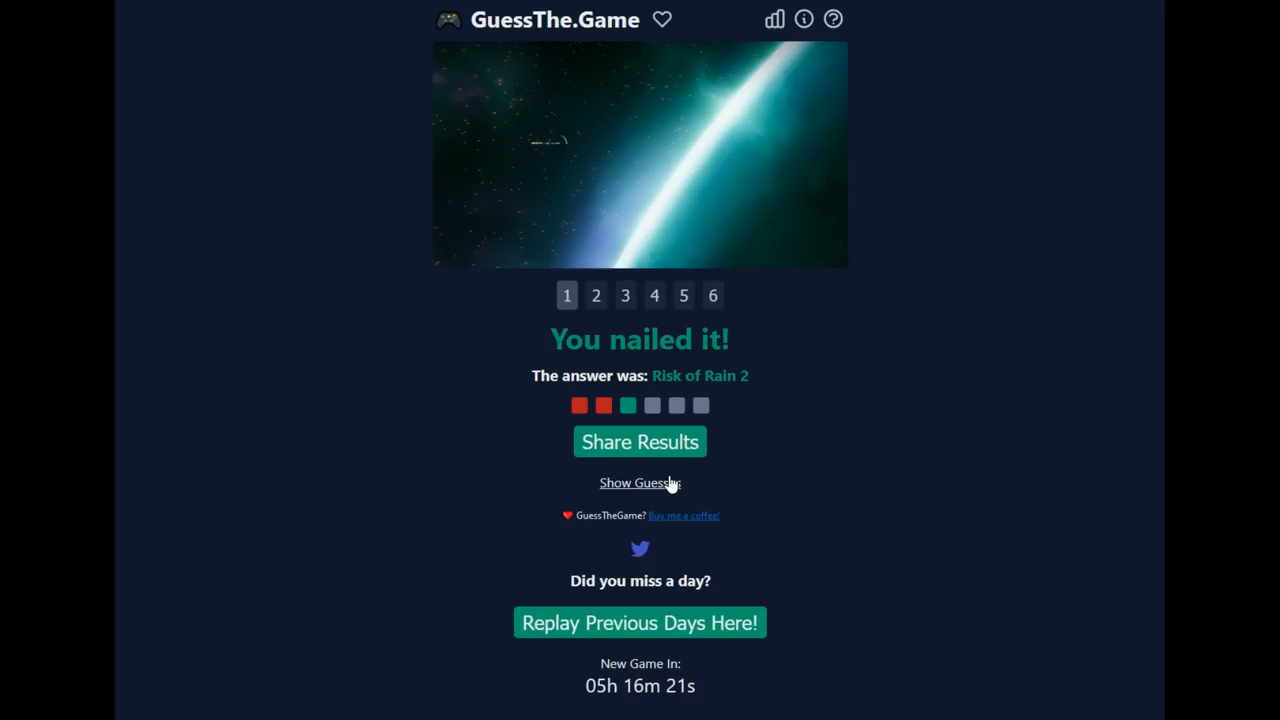 GuessThe.Game
1 2 3 4 5 6
You nailed it!
The answer was: Risk of Rain 2
Share Results
Show Guesses
GuessTheGame? Buy me a coffee!
Did you miss a day?
Replay Previous Days Here!
New Game In:
05h 16m 21s